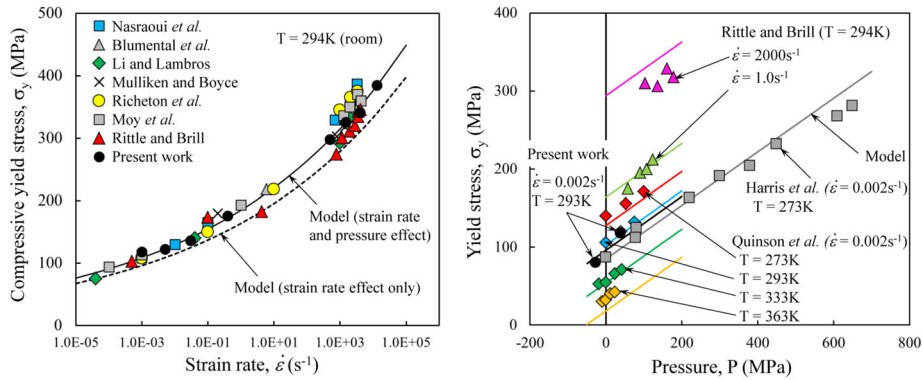 Compressive yield stress, σy (MPa)
500
400
300
200
100
0
1.0E-05
1.0E-03
1.0E-01
1.0E+01
1.0E+03
1.0E+05
Strain rate, ε̇ (s-1)
T = 294K (room)
Nasraoui et al.
Blumental et al.
Li and Lambros
Mulliken and Boyce
Richeton et al.
Moy et al.
Rittle and Brill
Present work
Model (strain rate
and pressure effect)
Model (strain rate effect only)
Yield stress, σy (MPa)
400
300
200
100
0
-200
0
200
400
600
800
Pressure, P (MPa)
Rittle and Brill (T = 294K)
ε̇ = 2000s-1
ε̇ = 1.0s-1
Present work
ε̇ = 0.002s-1
T = 293K
Model
Harris et al. (ε̇ = 0.002s-1)
T = 273K
Quinson et al. (ε̇ = 0.002s-1)
T = 273K
T = 293K
T = 333K
T = 363K